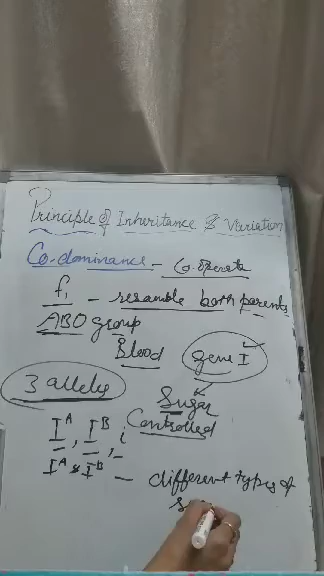 Principle of Inheritance & Variation
Co-dominance - Co-operate
f1 - resamble both parents
ABO group
Blood
gene I
3 alleles
Sugar
Controlled
I^A, I^B, i
I^A & I^B - different types of
s